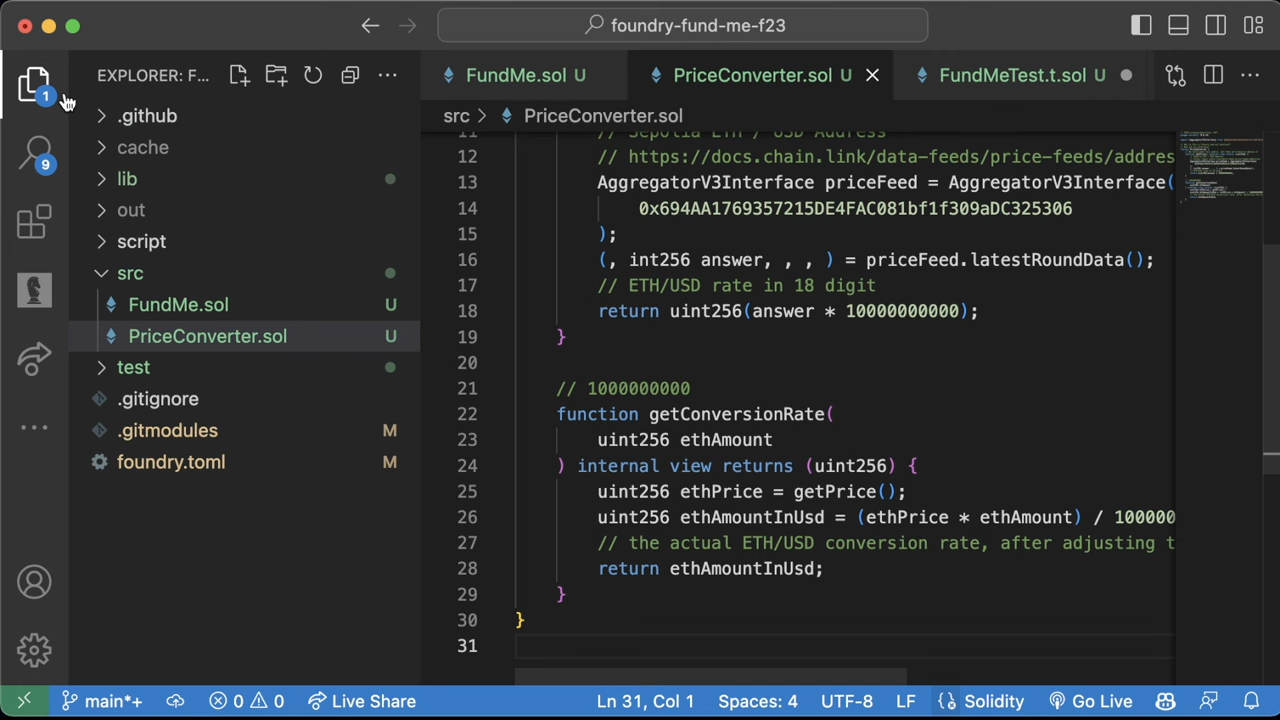 foundry-fund-me-f23
EXPLORER: F...
FundMe.sol U
PriceConverter.sol U
FundMeTest.t.sol U
src > PriceConverter.sol
1
9
.github
cache
lib
out
script
src
FundMe.sol U
PriceConverter.sol U
test
.gitignore
.gitmodules M
foundry.toml M
11 // Sepolia ETH / USD Address
12 // https://docs.chain.link/data-feeds/price-feeds/addres
13 AggregatorV3Interface priceFeed = AggregatorV3Interface(
14 0x694AA1769357215DE4FAC081bf1f309aDC325306
15 );
16 (, int256 answer, , , ) = priceFeed.latestRoundData();
17 // ETH/USD rate in 18 digit
18 return uint256(answer * 10000000000);
19 }
20
21 // 1000000000
22 function getConversionRate(
23 uint256 ethAmount
24 ) internal view returns (uint256) {
25 uint256 ethPrice = getPrice();
26 uint256 ethAmountInUsd = (ethPrice * ethAmount) / 100000
27 // the actual ETH/USD conversion rate, after adjusting t
28 return ethAmountInUsd;
29 }
30 }
31
main*+
0
0
Live Share
Ln 31, Col 1
Spaces: 4
UTF-8
LF
{} Solidity
Go Live